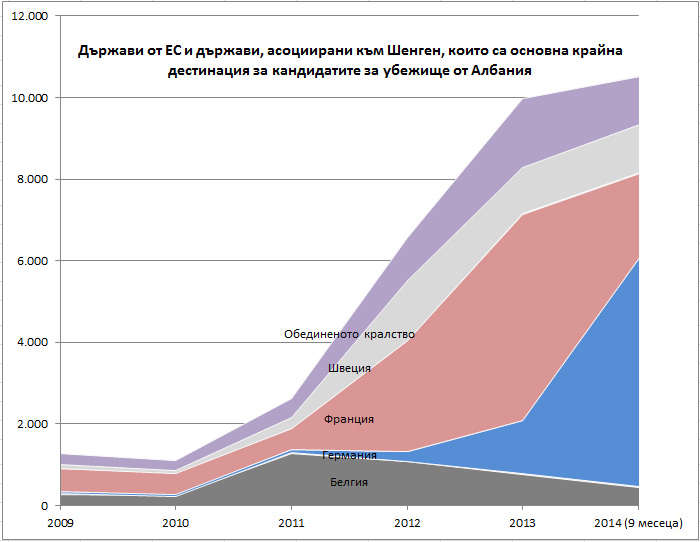 Държави от ЕС и държави, асоциирани към Шенген, които са основна крайна
дестинация за кандидатите за убежище от Албания
12.000
10.000
8.000
6.000
4.000
2.000
0
Обединеното кралство
Швеция
Франция
Германия
Белгия
2009 2010 2011 2012 2013 2014 (9 месеца)